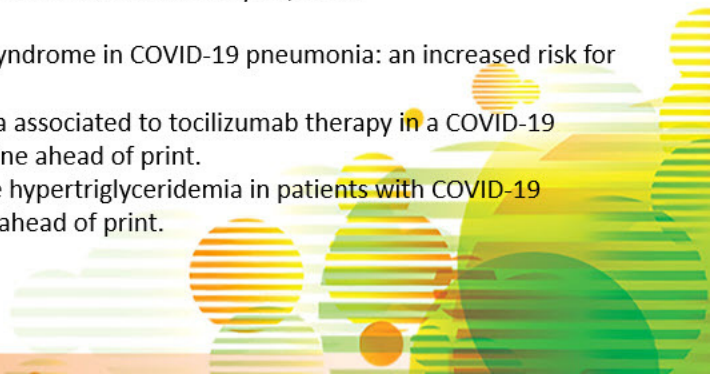 yndrome in COVID-19 pneumonia: an increased risk for
a associated to tocilizumab therapy in a COVID-19
ne ahead of print.
e hypertriglyceridemia in patients with COVID-19
ahead of print.